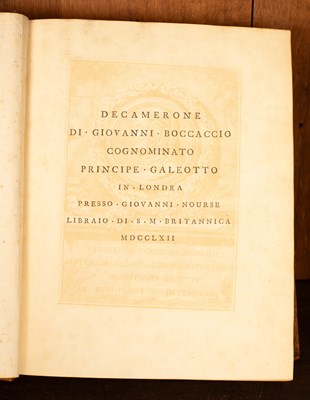 DECAMERONE
DI · GIOVANNI · BOCCACCIO
COGNOMINATO
PRINCIPE · GALEOTTO
IN · LONDRA
PRESSO · GIOVANNI · NOURSE
LIBRAIO · DI · S · M · BRITANNICA
MDCCLXII